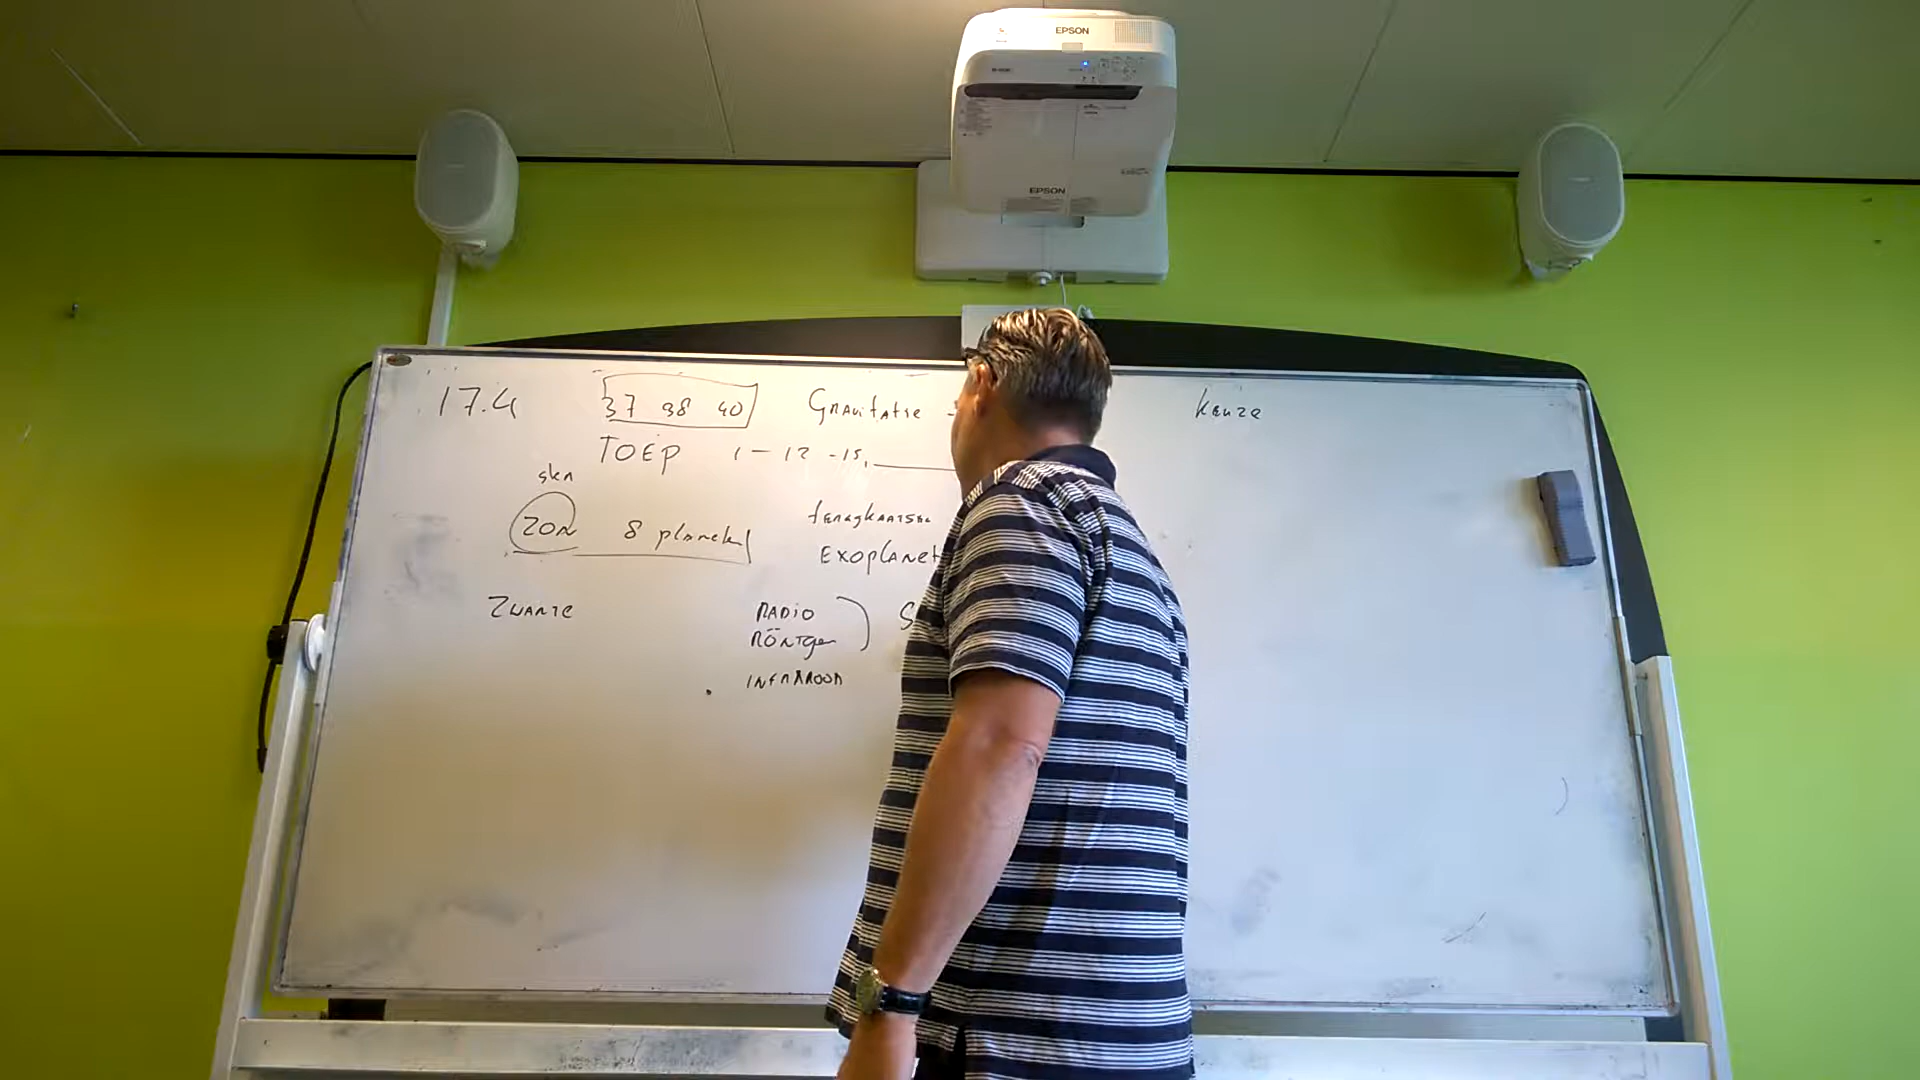 EPSON
EPSON
17.4 37 38 40 Gravitatie keuze
TOEP 1 - 12 - 15,
zon 8 planeten
terugkaatsen
EXOPLANET
ZWARTE RADIO S
RÖNTGEN
INFRAROOD